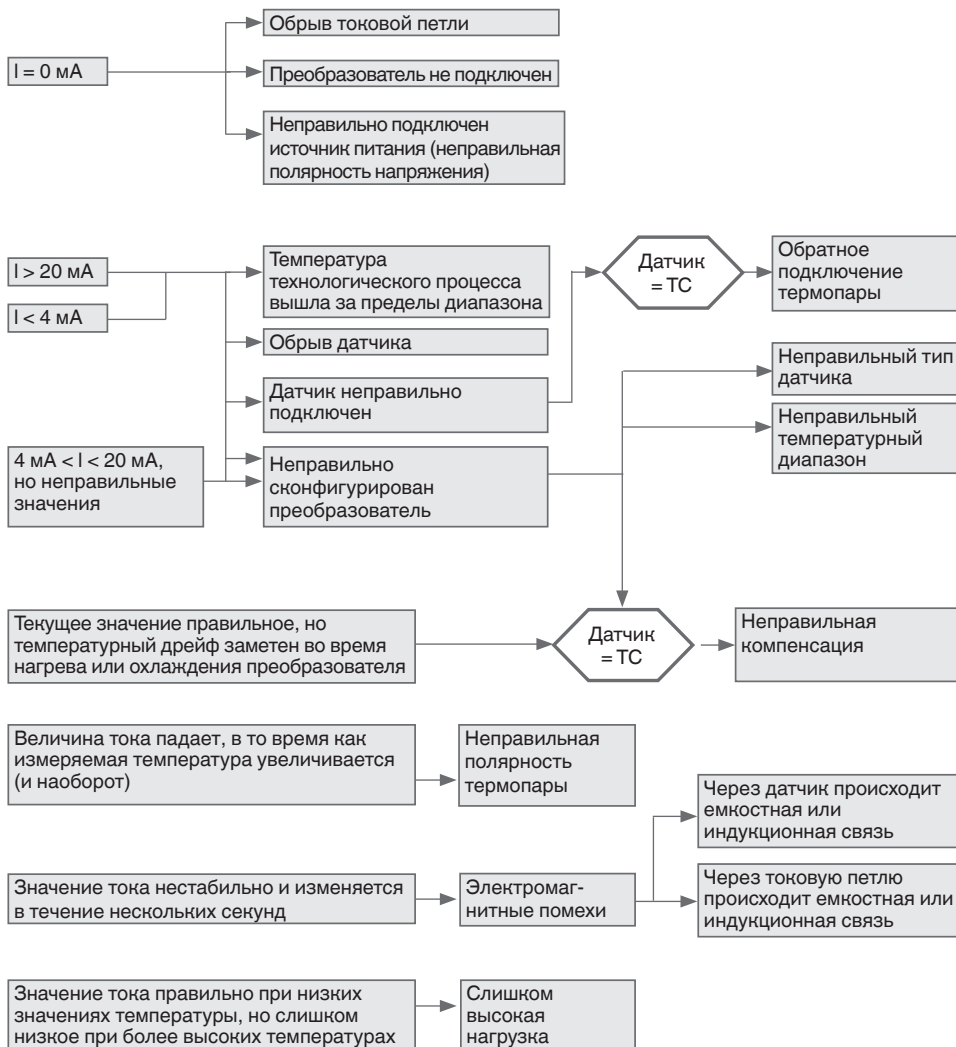 Обрыв токовой петли
I = 0 мА
Преобразователь не подключен
Неправильно подключен
источник питания (неправильная
полярность напряжения)
I > 20 мА
I < 4 мА
Температура
технологического процесса
вышла за пределы диапазона
Датчик
= ТС
Обратное
подключение
термопары
Обрыв датчика
Датчик неправильно
подключен
Неправильный тип
датчика
Неправильный
температурный
диапазон
4 мА < I < 20 мА,
но неправильные
значения
Неправильно
сконфигурирован
преобразователь
Текущее значение правильное, но
температурный дрейф заметен во время
нагрева или охлаждения преобразователя
Датчик
= ТС
Неправильная
компенсация
Величина тока падает, в то время как
измеряемая температура увеличивается
(и наоборот)
Неправильная
полярность
термопары
Через датчик происходит
емкостная или
индукционная связь
Значение тока нестабильно и изменяется
в течение нескольких секунд
Электромаг-
нитные помехи
Через токовую петлю
происходит емкостная или
индукционная связь
Значение тока правильно при низких
значениях температуры, но слишком
низкое при более высоких температурах
Слишком
высокая
нагрузка